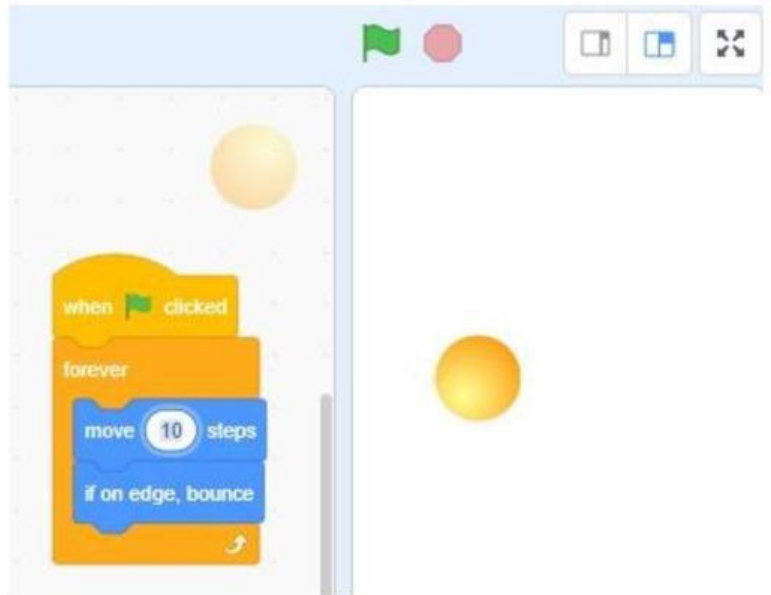 when clicked
forever
move 10 steps
if on edge, bounce